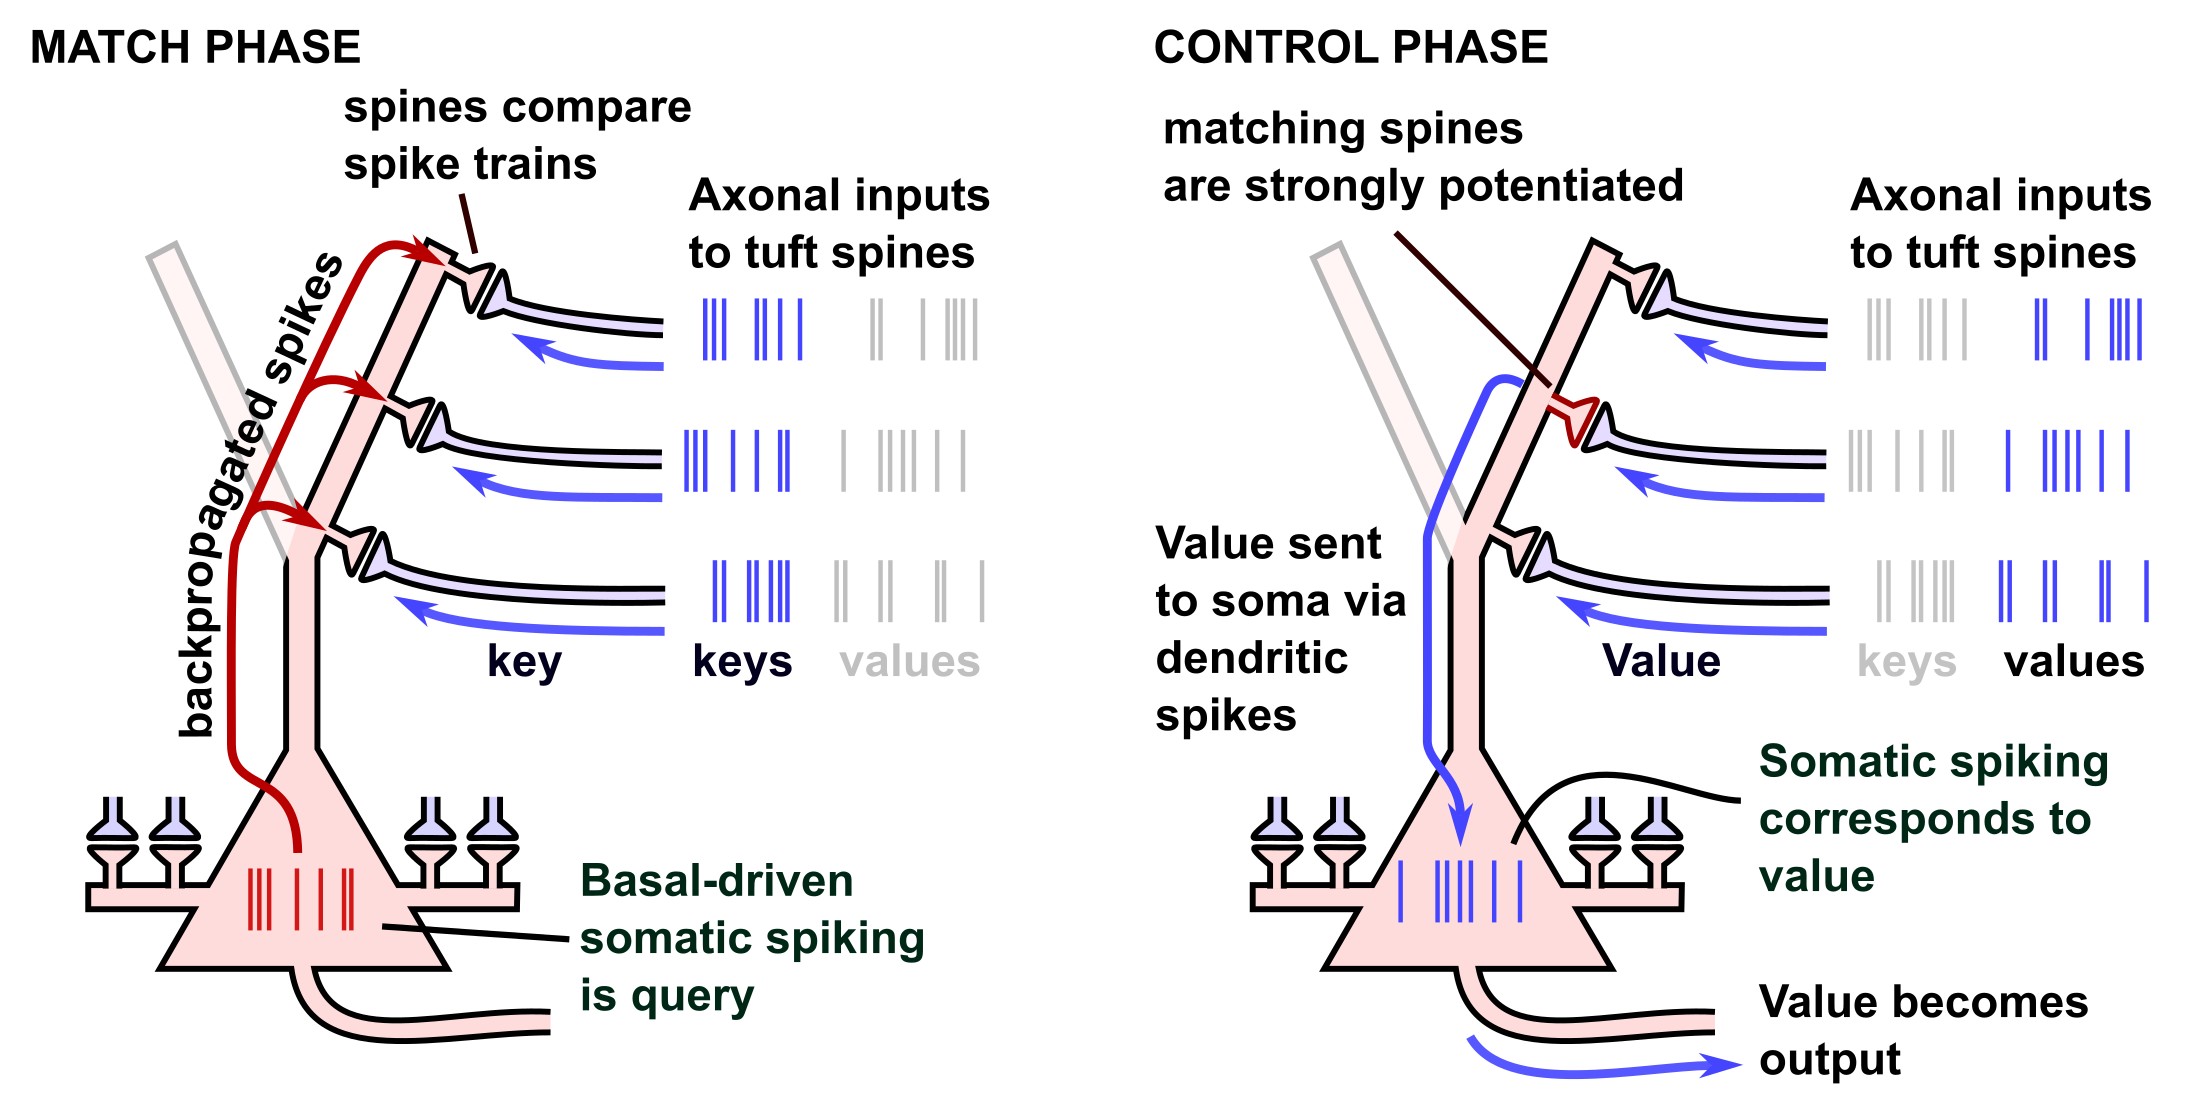 MATCH PHASE
spines compare
spike trains
Axonal inputs
to tuft spines
backpropagated spikes
key
keys
values
Basal-driven
somatic spiking
is query
CONTROL PHASE
matching spines
are strongly potentiated
Axonal inputs
to tuft spines
Value sent
to soma via
dendritic
spikes
Value
keys
values
Somatic spiking
corresponds to
value
Value becomes
output